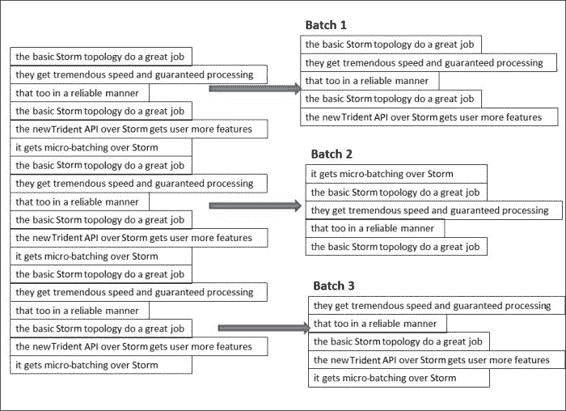 the basic Storm topology do a great job
they get tremendous speed and guaranteed processing
that too in a reliable manner
the basic Storm topology do a great job
the newTrident API over Storm gets user more features
it gets micro-batching over Storm
the basic Storm topology do a great job
they get tremendous speed and guaranteed processing
that too in a reliable manner
the basic Storm topology do a great job
the newTrident API over Storm gets user more features
it gets micro-batching over Storm
the basic Storm topology do a great job
they get tremendous speed and guaranteed processing
that too in a reliable manner
the basic Storm topology do a great job
the newTrident API over Storm gets user more features
it gets micro-batching over Storm
Batch 1
the basic Storm topology do a great job
they get tremendous speed and guaranteed processing
that too in a reliable manner
the basic Storm topology do a great job
the newTrident API over Storm gets user more features
Batch 2
it gets micro-batching over Storm
the basic Storm topology do a great job
they get tremendous speed and guaranteed processing
that too in a reliable manner
the basic Storm topology do a great job
Batch 3
they get tremendous speed and guaranteed processing
that too in a reliable manner
the basic Storm topology do a great job
the newTrident API over Storm gets user more features
it gets micro-batching over Storm